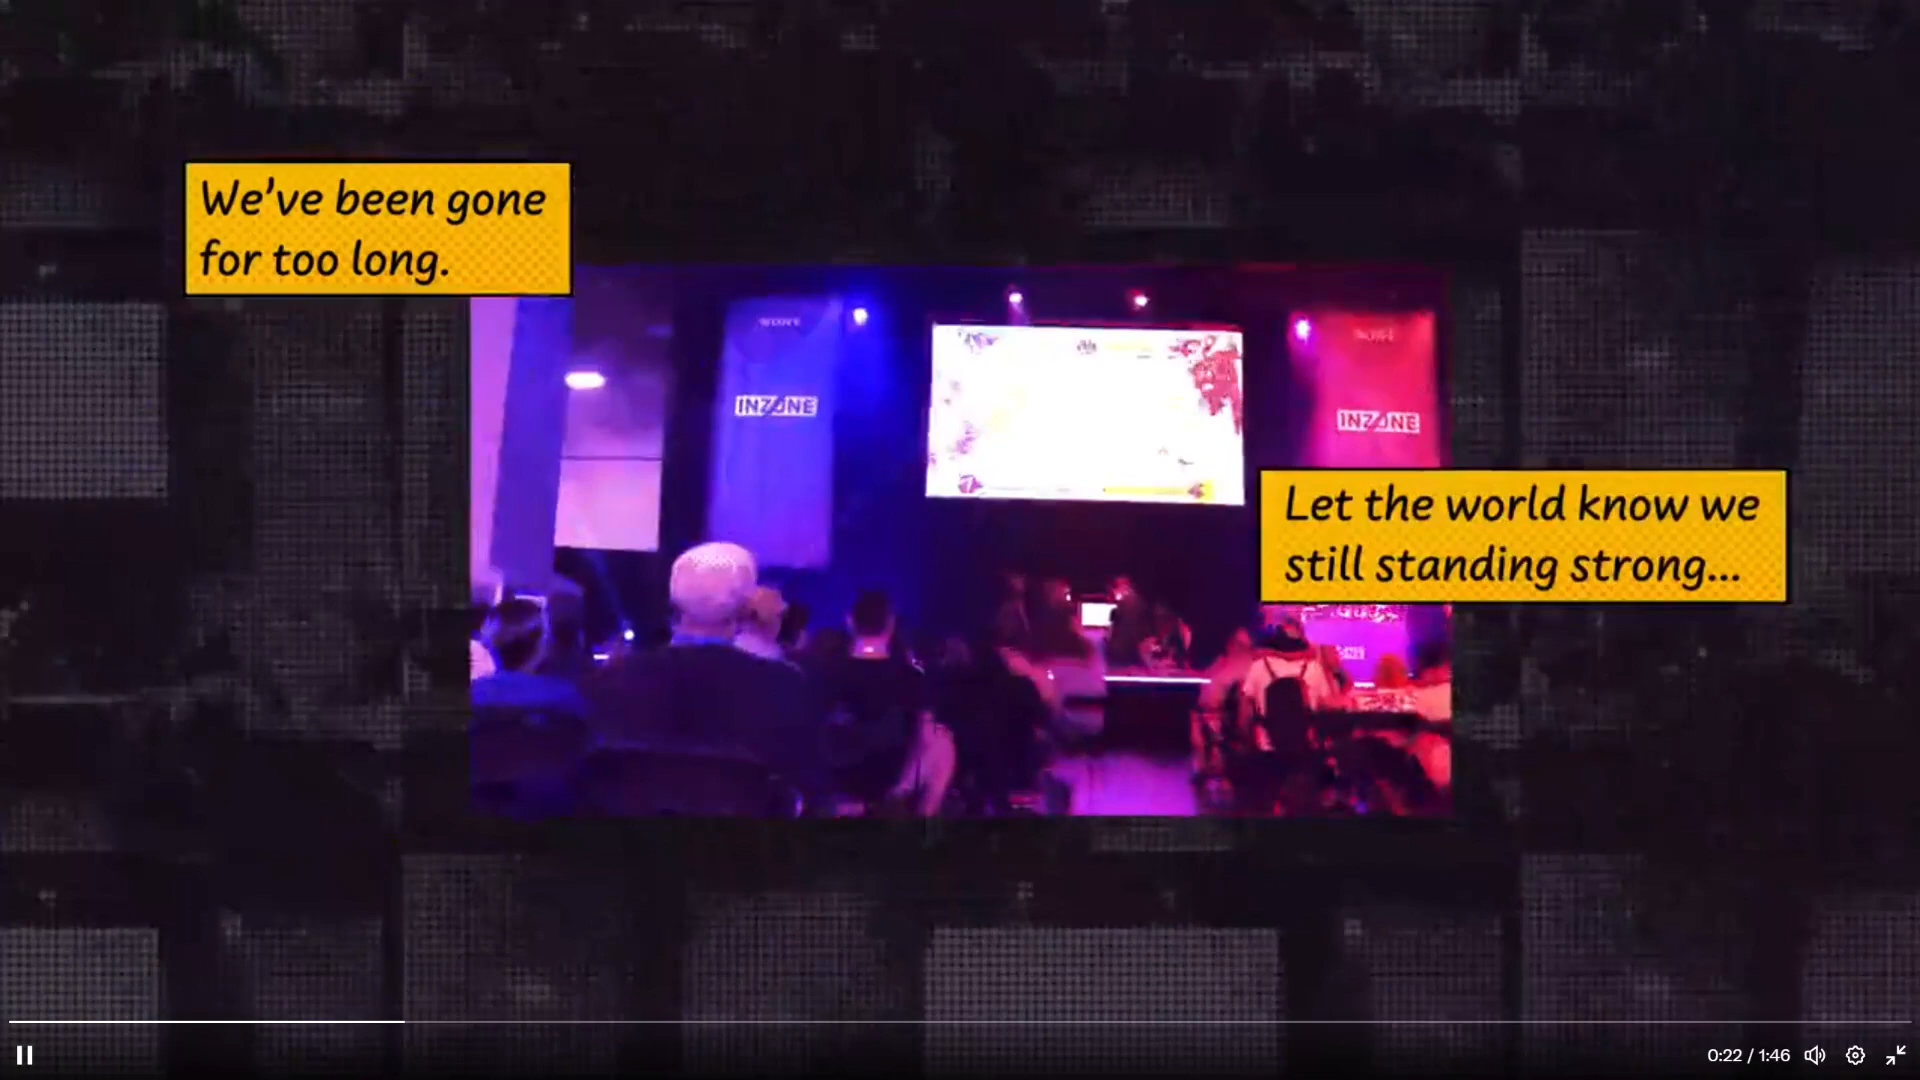 We've been gone
for too long.
SONY
INZONE
INZONE
Let the world know we
still standing strong...
0:22 / 1:46